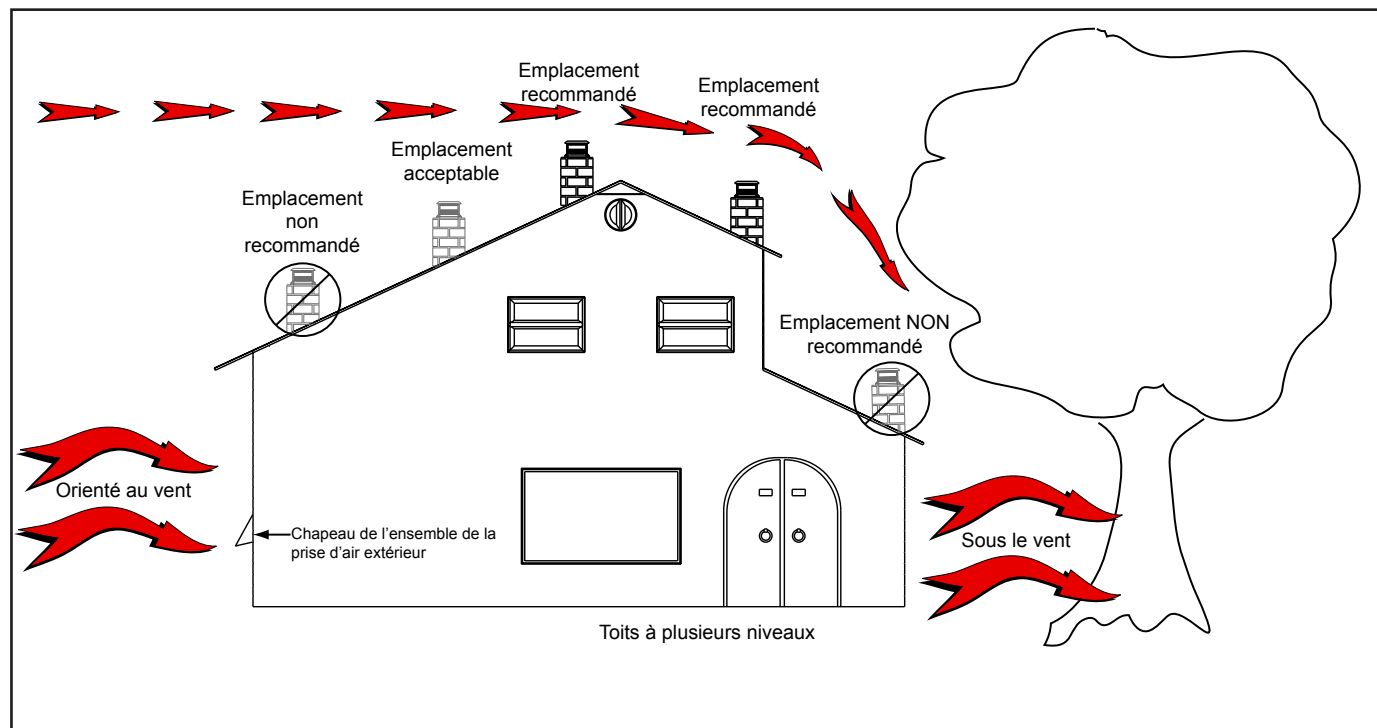 Emplacement
recommandé
Emplacement
recommandé
Emplacement
acceptable
Emplacement
non
recommandé
Emplacement NON
recommandé
Orienté au vent
Chapeau de l’ensemble de la
prise d’air extérieur
Sous le vent
Toits à plusieurs niveaux